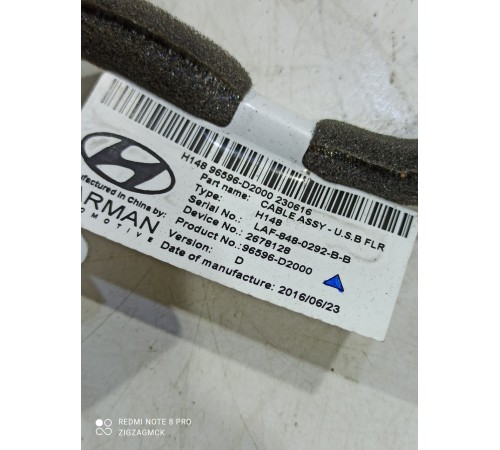 H148 96596-D2000 230616
Part name: CABLE ASSY - U.S.B FLR
Type: H148
Serial No.: LAF-848-0292-B-B
Device No.: 2678128
Product No.: 96596-D2000
Version: D
Date of manufacture: 2016/06/23
nufactured in China by:
ARMAN
OMOTIVE
REDMI NOTE 8 PRO
ZIGZAGMCK